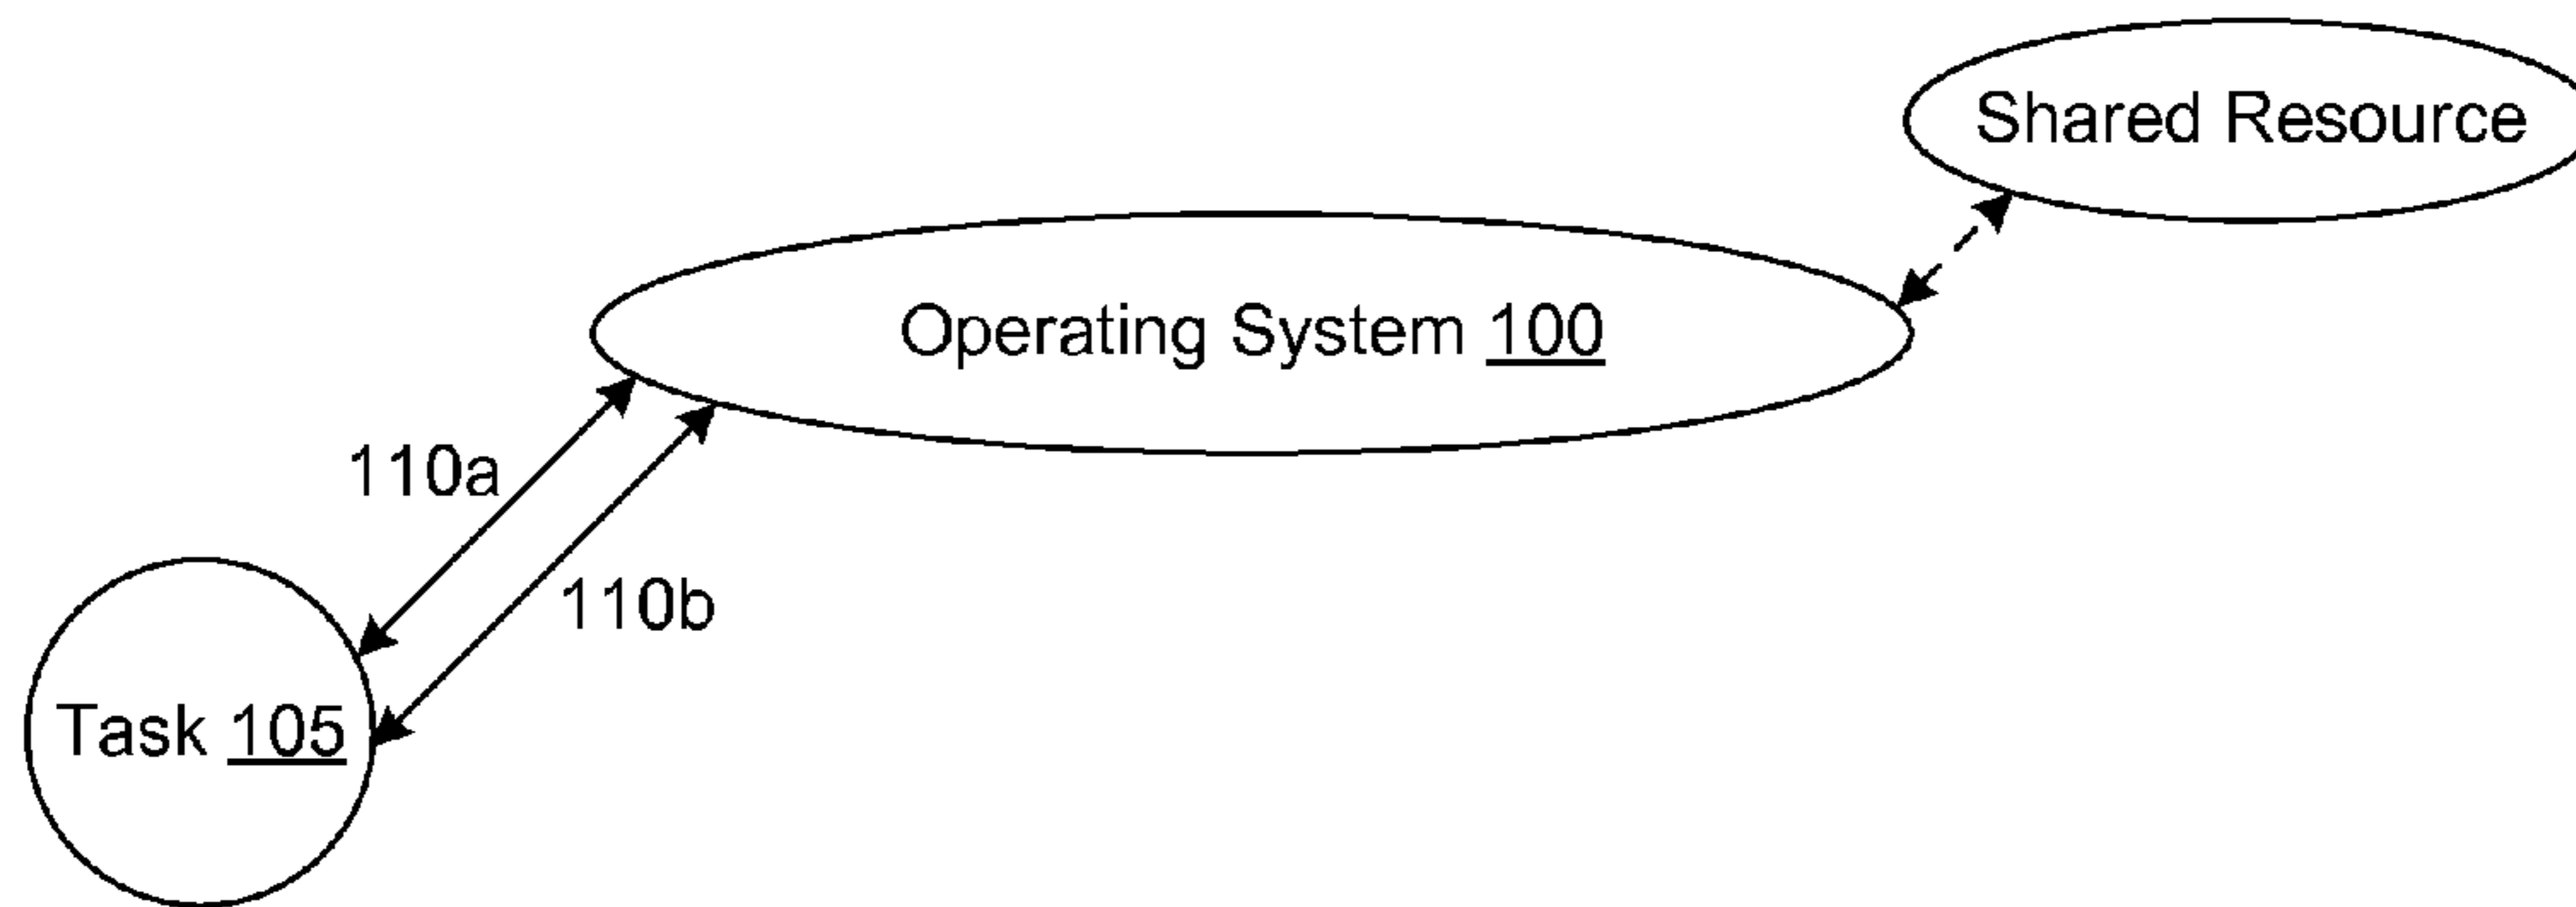 Shared Resource
Operating System 100
110a
110b
Task 105